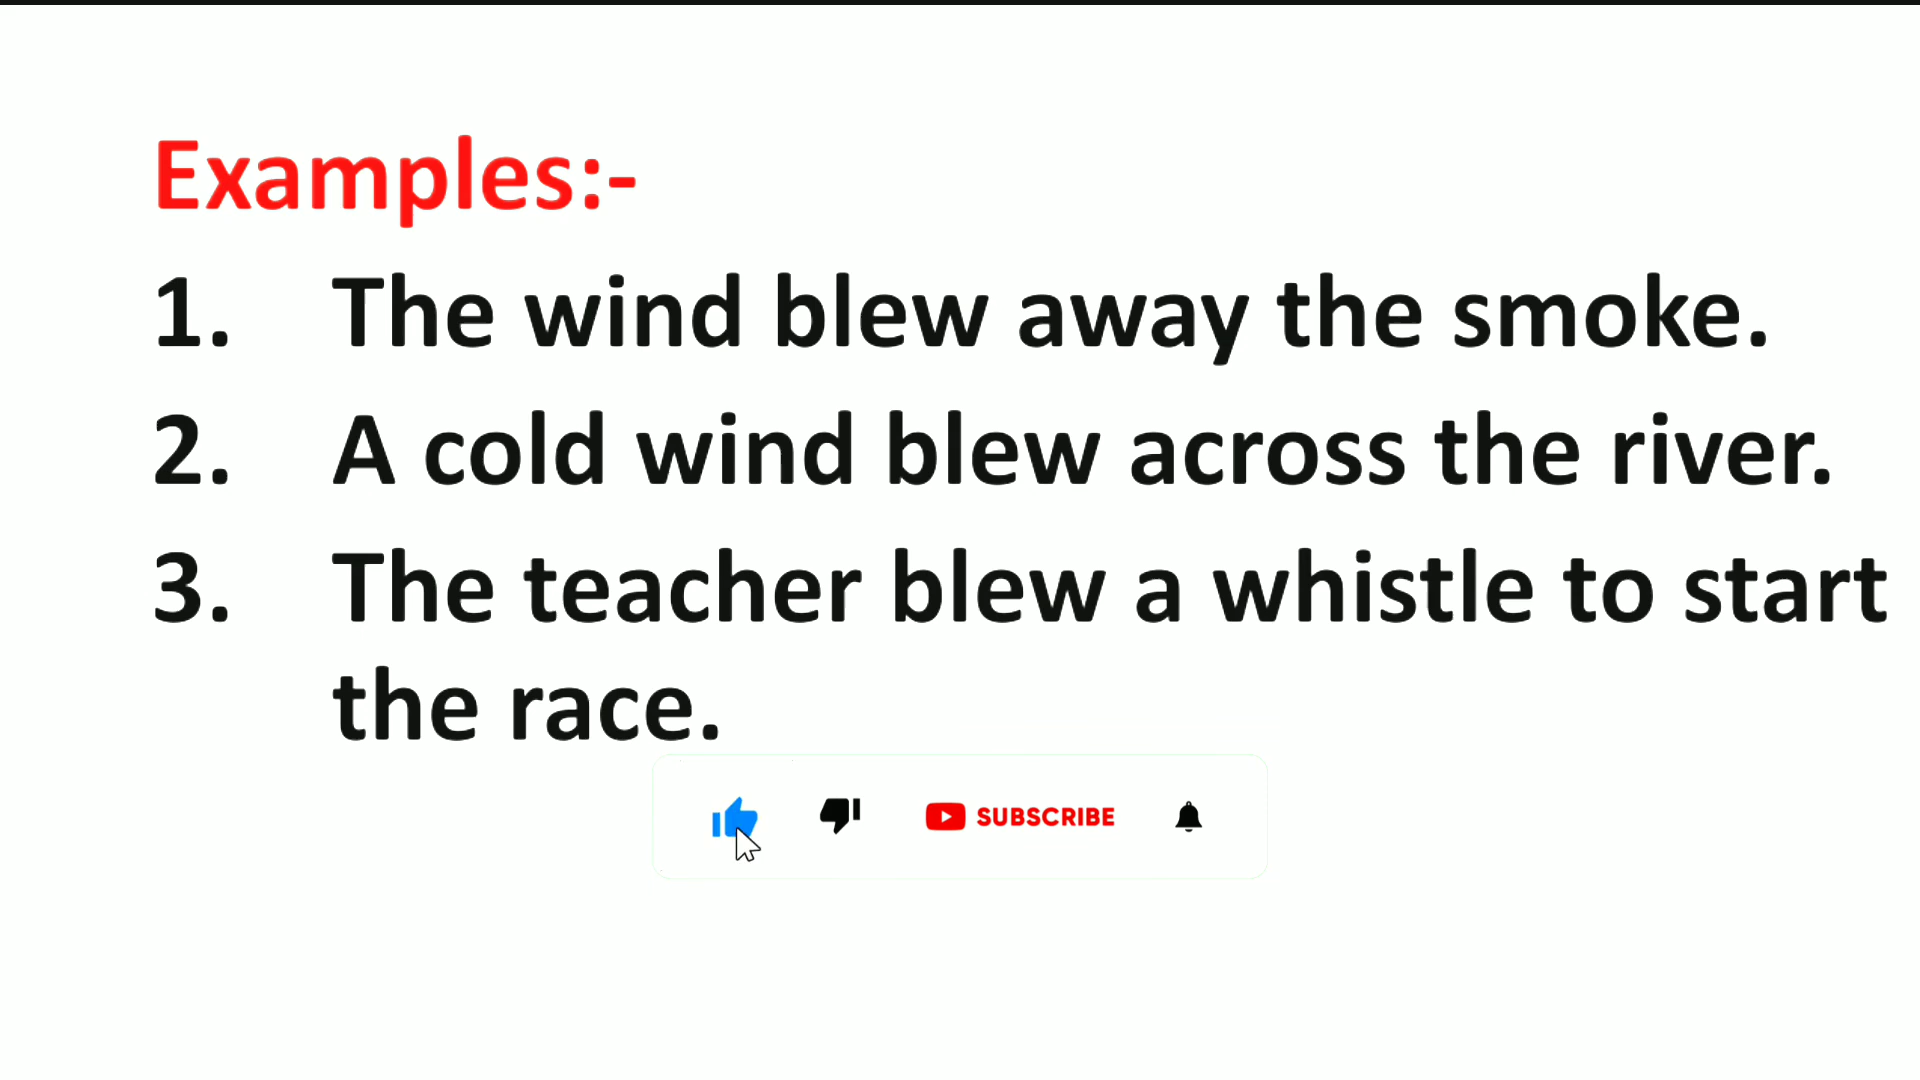 Examples:-
1. The wind blew away the smoke.
2. A cold wind blew across the river.
3. The teacher blew a whistle to start
the race.
SUBSCRIBE